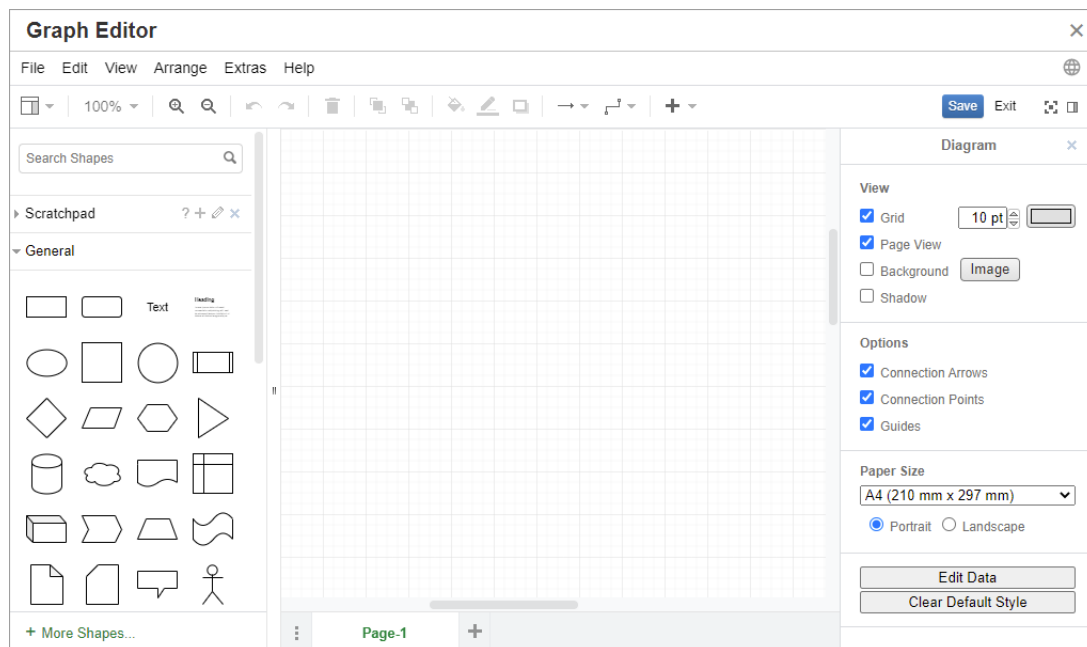 Graph Editor
File Edit View Arrange Extras Help
100% Save Exit
Search Shapes
Scratchpad ?
General
Text Heading
+ More Shapes...
Page-1
Diagram
View
Grid 10 pt
Page View
Background Image
Shadow
Options
Connection Arrows
Connection Points
Guides
Paper Size
A4 (210 mm x 297 mm)
Portrait Landscape
Edit Data
Clear Default Style